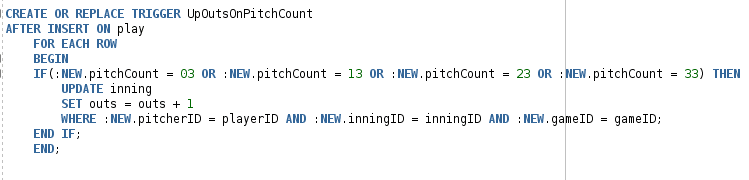 CREATE OR REPLACE TRIGGER UpOutsOnPitchCount
AFTER INSERT ON play
FOR EACH ROW
BEGIN
IF(:NEW.pitchCount = 03 OR :NEW.pitchCount = 13 OR :NEW.pitchCount = 23 OR :NEW.pitchCount = 33) THEN
UPDATE inning
SET outs = outs + 1
WHERE :NEW.pitcherID = playerID AND :NEW.inningID = inningID AND :NEW.gameID = gameID;
END IF;
END;